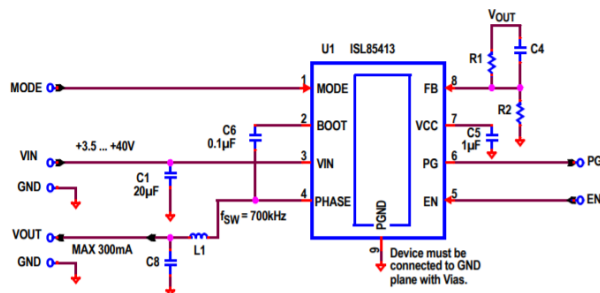 VOUT
U1 ISL85413
R1
C4
MODE
1
MODE
FB
8
R2
C6
0.1µF
2
BOOT
VCC
7
C5
1µF
VIN
+3.5 ... +40V
3
VIN
PG
6
PG
GND
C1
20µF
4
PHASE
EN
5
EN
fSW = 700kHz
PGND
VOUT
MAX 300mA
L1
9
GND
C8
Device must be
connected to GND
plane with Vias.